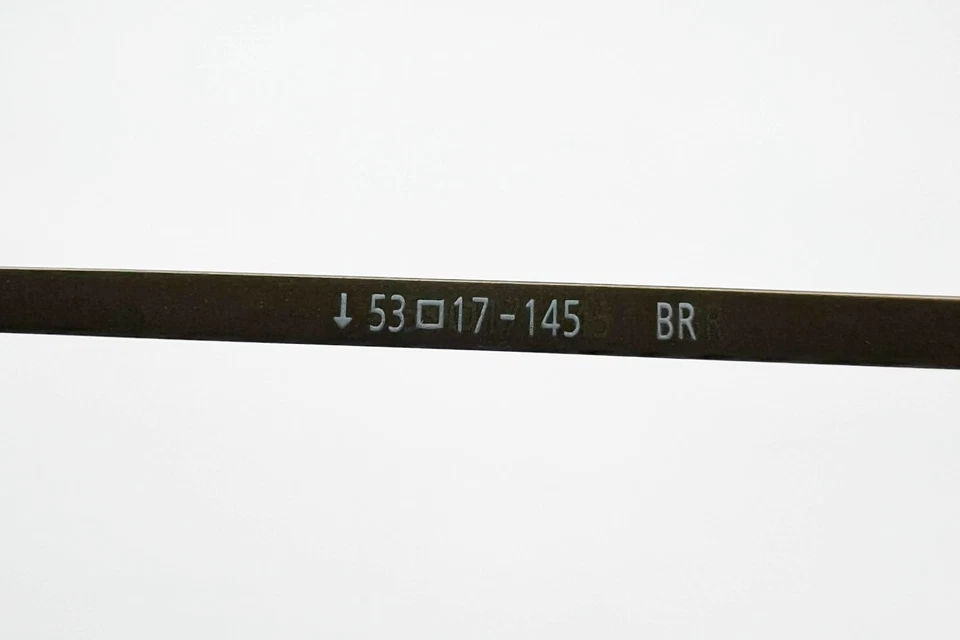 ↓ 53 □ 17 - 145 BR